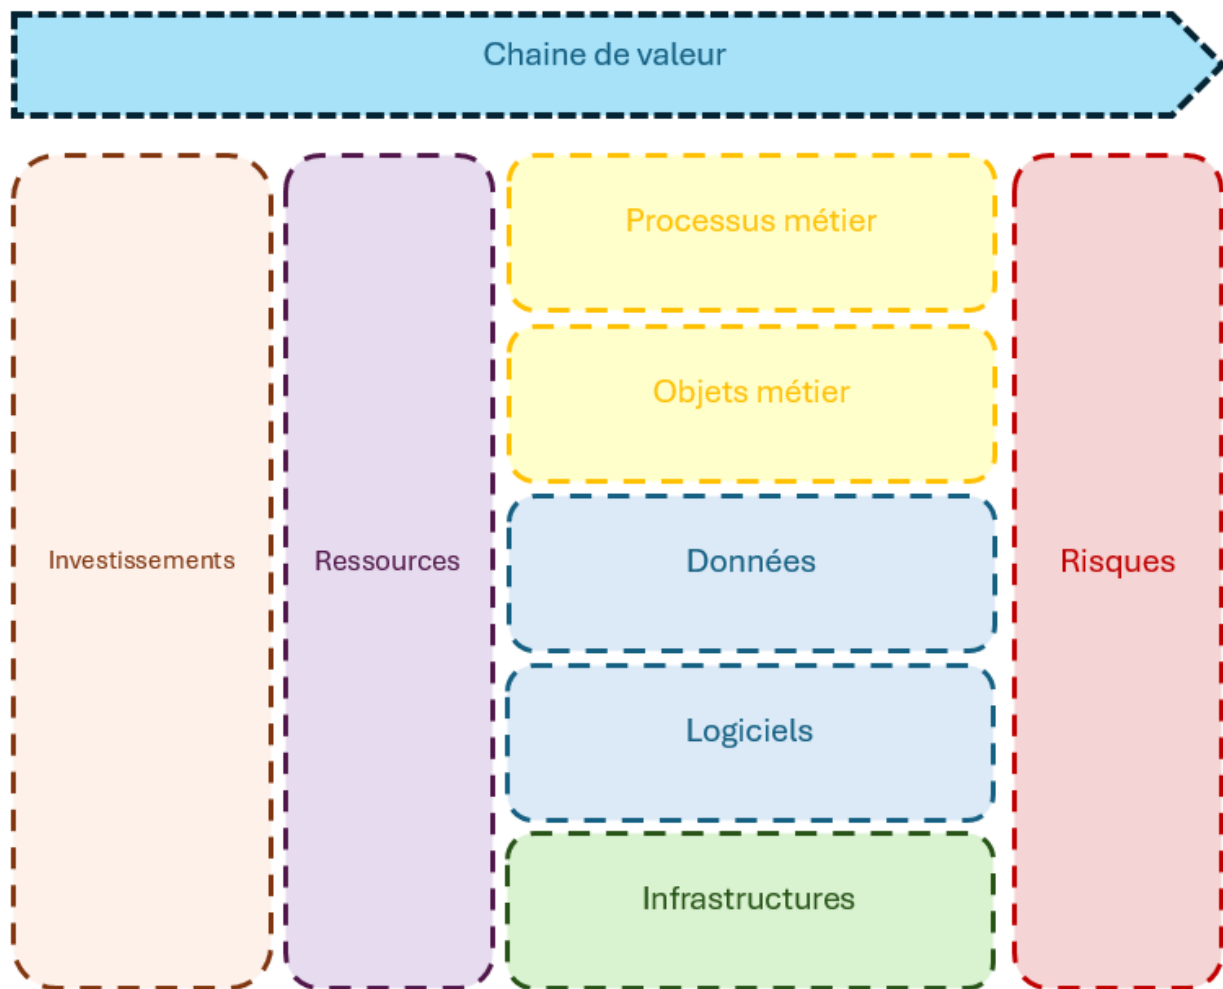 Chaine de valeur
Investissements
Ressources
Processus métier
Objets métier
Données
Logiciels
Infrastructures
Risques